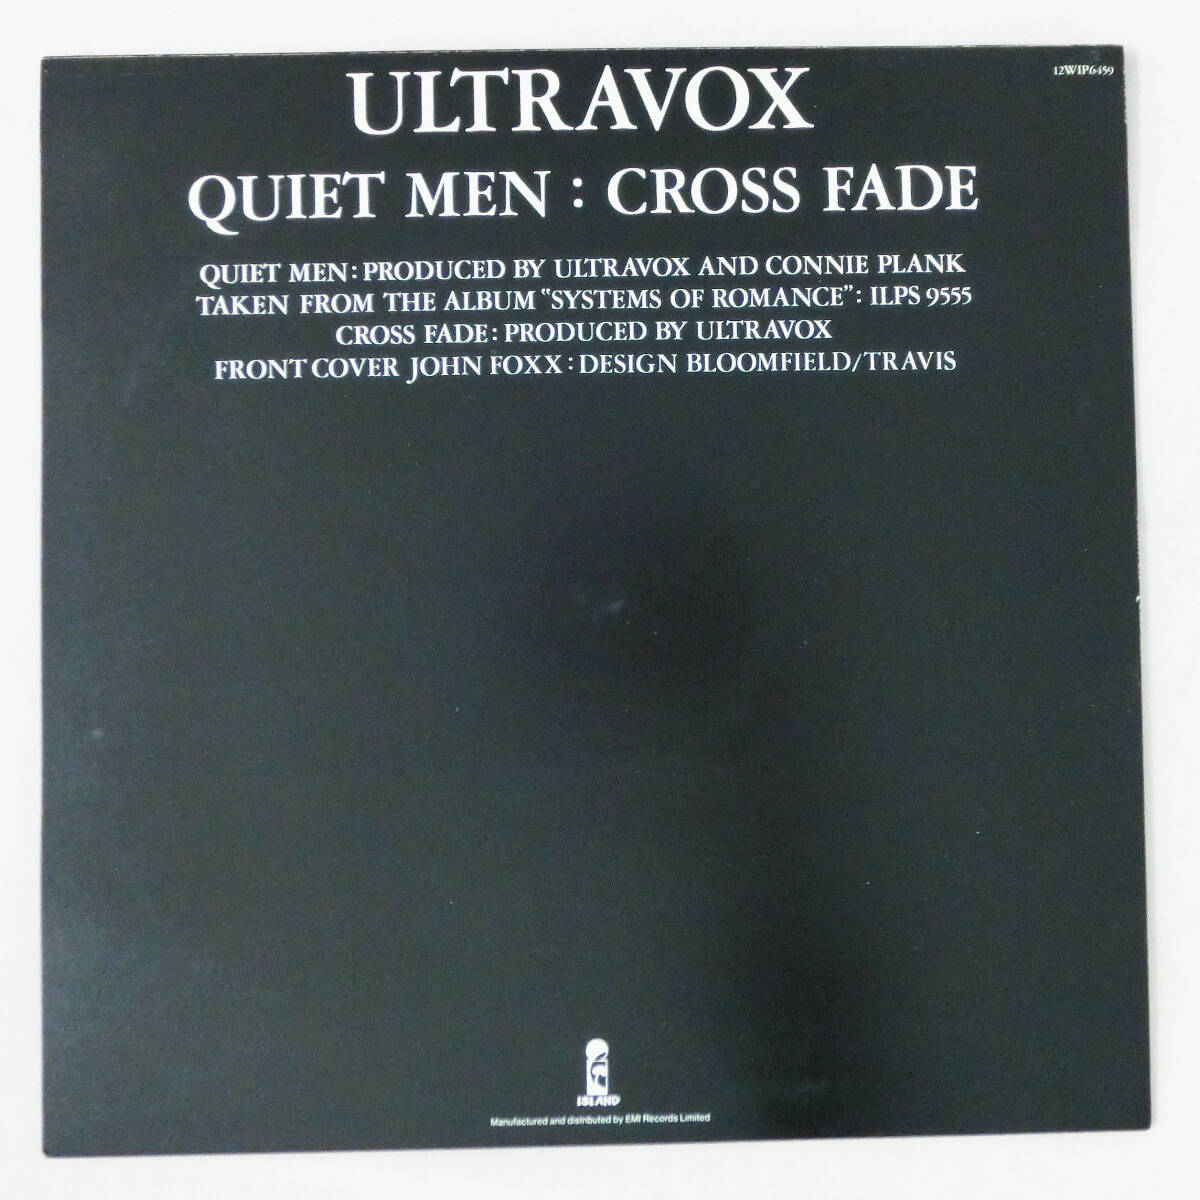 12WIP6459
ULTRAVOX
QUIET MEN : CROSS FADE
QUIET MEN: PRODUCED BY ULTRAVOX AND CONNIE PLANK
TAKEN FROM THE ALBUM "SYSTEMS OF ROMANCE": ILPS 9555
CROSS FADE: PRODUCED BY ULTRAVOX
FRONT COVER JOHN FOXX: DESIGN BLOOMFIELD/TRAVIS
ISLAND
Manufactured and distributed by EMI Records Limited